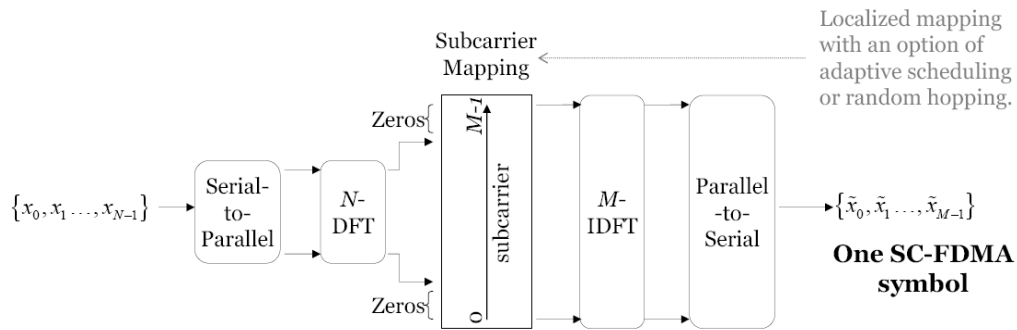 Subcarrier
Mapping
Localized mapping
with an option of
adaptive scheduling
or random hopping.
Zeros
M-1
subcarrier
0
Zeros
{x₀, x₁ ..., x_{N-1}}
Serial-
to-
Parallel
N-
DFT
M-
IDFT
Parallel
-to-
Serial
{x̃₀, x̃₁ ..., x̃_{M-1}}
One SC-FDMA
symbol